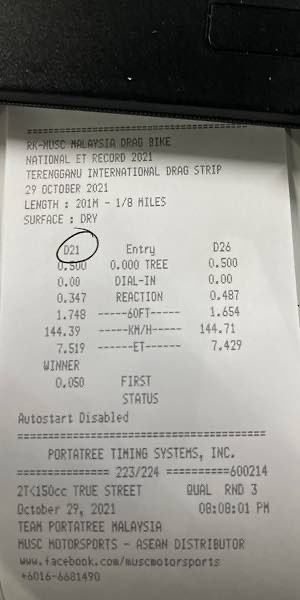 RK-MUSC MALAYSIA DRAG BIKE
NATIONAL ET RECORD 2021
TERENGGANU INTERNATIONAL DRAG STRIP
29 OCTOBER 2021
LENGTH : 201M - 1/8 MILES
SURFACE : DRY
D21 Entry D26
0.500 0.000 TREE 0.500
0.00 DIAL-IN 0.00
0.347 REACTION 0.487
1.748 -----60FT----- 1.654
144.39 -----KM/H----- 144.71
7.519 ------ET------ 7.429
WINNER
0.050 FIRST
STATUS
Autostart Disabled
PORTATREE TIMING SYSTEMS, INC.
=============== 223/224 ==========600214
2T<150cc TRUE STREET QUAL RND 3
October 29, 2021 08:08:01 PM
TEAM PORTATREE MALAYSIA
MUSC MOTORSPORTS - ASEAN DISTRIBUTOR
www.facebook.com/muscmotorsports
+6016-6681490